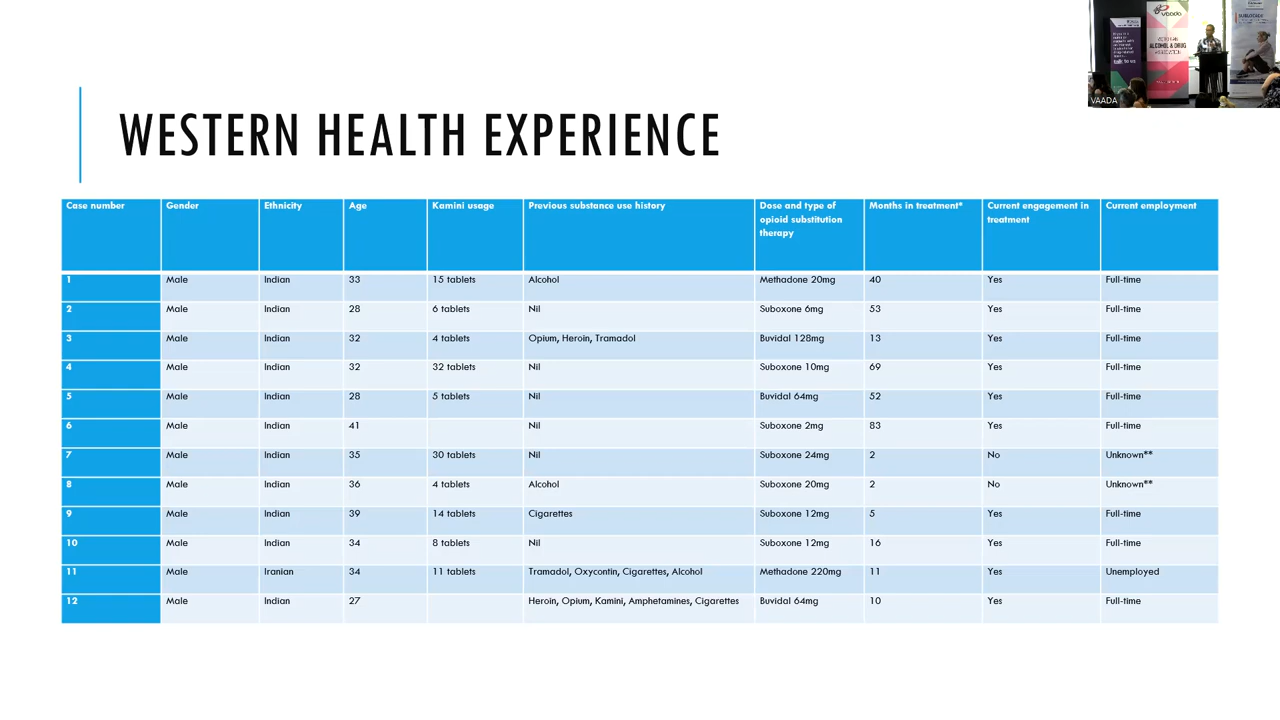 VAADA
ALCOHOL & DRUG
talk to us
VAADA
WESTERN HEALTH EXPERIENCE
Case number Gender Ethnicity Age Kamini usage Previous substance use history Dose and type of opioid substitution therapy Months in treatment* Current engagement in treatment Current employment
1 Male Indian 33 15 tablets Alcohol Methadone 20mg 40 Yes Full-time
2 Male Indian 28 6 tablets Nil Suboxone 6mg 53 Yes Full-time
3 Male Indian 32 4 tablets Opium, Heroin, Tramadol Buvidal 128mg 13 Yes Full-time
4 Male Indian 32 32 tablets Nil Suboxone 10mg 69 Yes Full-time
5 Male Indian 28 5 tablets Nil Buvidal 64mg 52 Yes Full-time
6 Male Indian 41 Nil Suboxone 2mg 83 Yes Full-time
7 Male Indian 35 30 tablets Nil Suboxone 24mg 2 No Unknown**
8 Male Indian 36 4 tablets Alcohol Suboxone 20mg 2 No Unknown**
9 Male Indian 39 14 tablets Cigarettes Suboxone 12mg 5 Yes Full-time
10 Male Indian 34 8 tablets Nil Suboxone 12mg 16 Yes Full-time
11 Male Iranian 34 11 tablets Tramadol, Oxycontin, Cigarettes, Alcohol Methadone 220mg 11 Yes Unemployed
12 Male Indian 27 Heroin, Opium, Kamini, Amphetamines, Cigarettes Buvidal 64mg 10 Yes Full-time